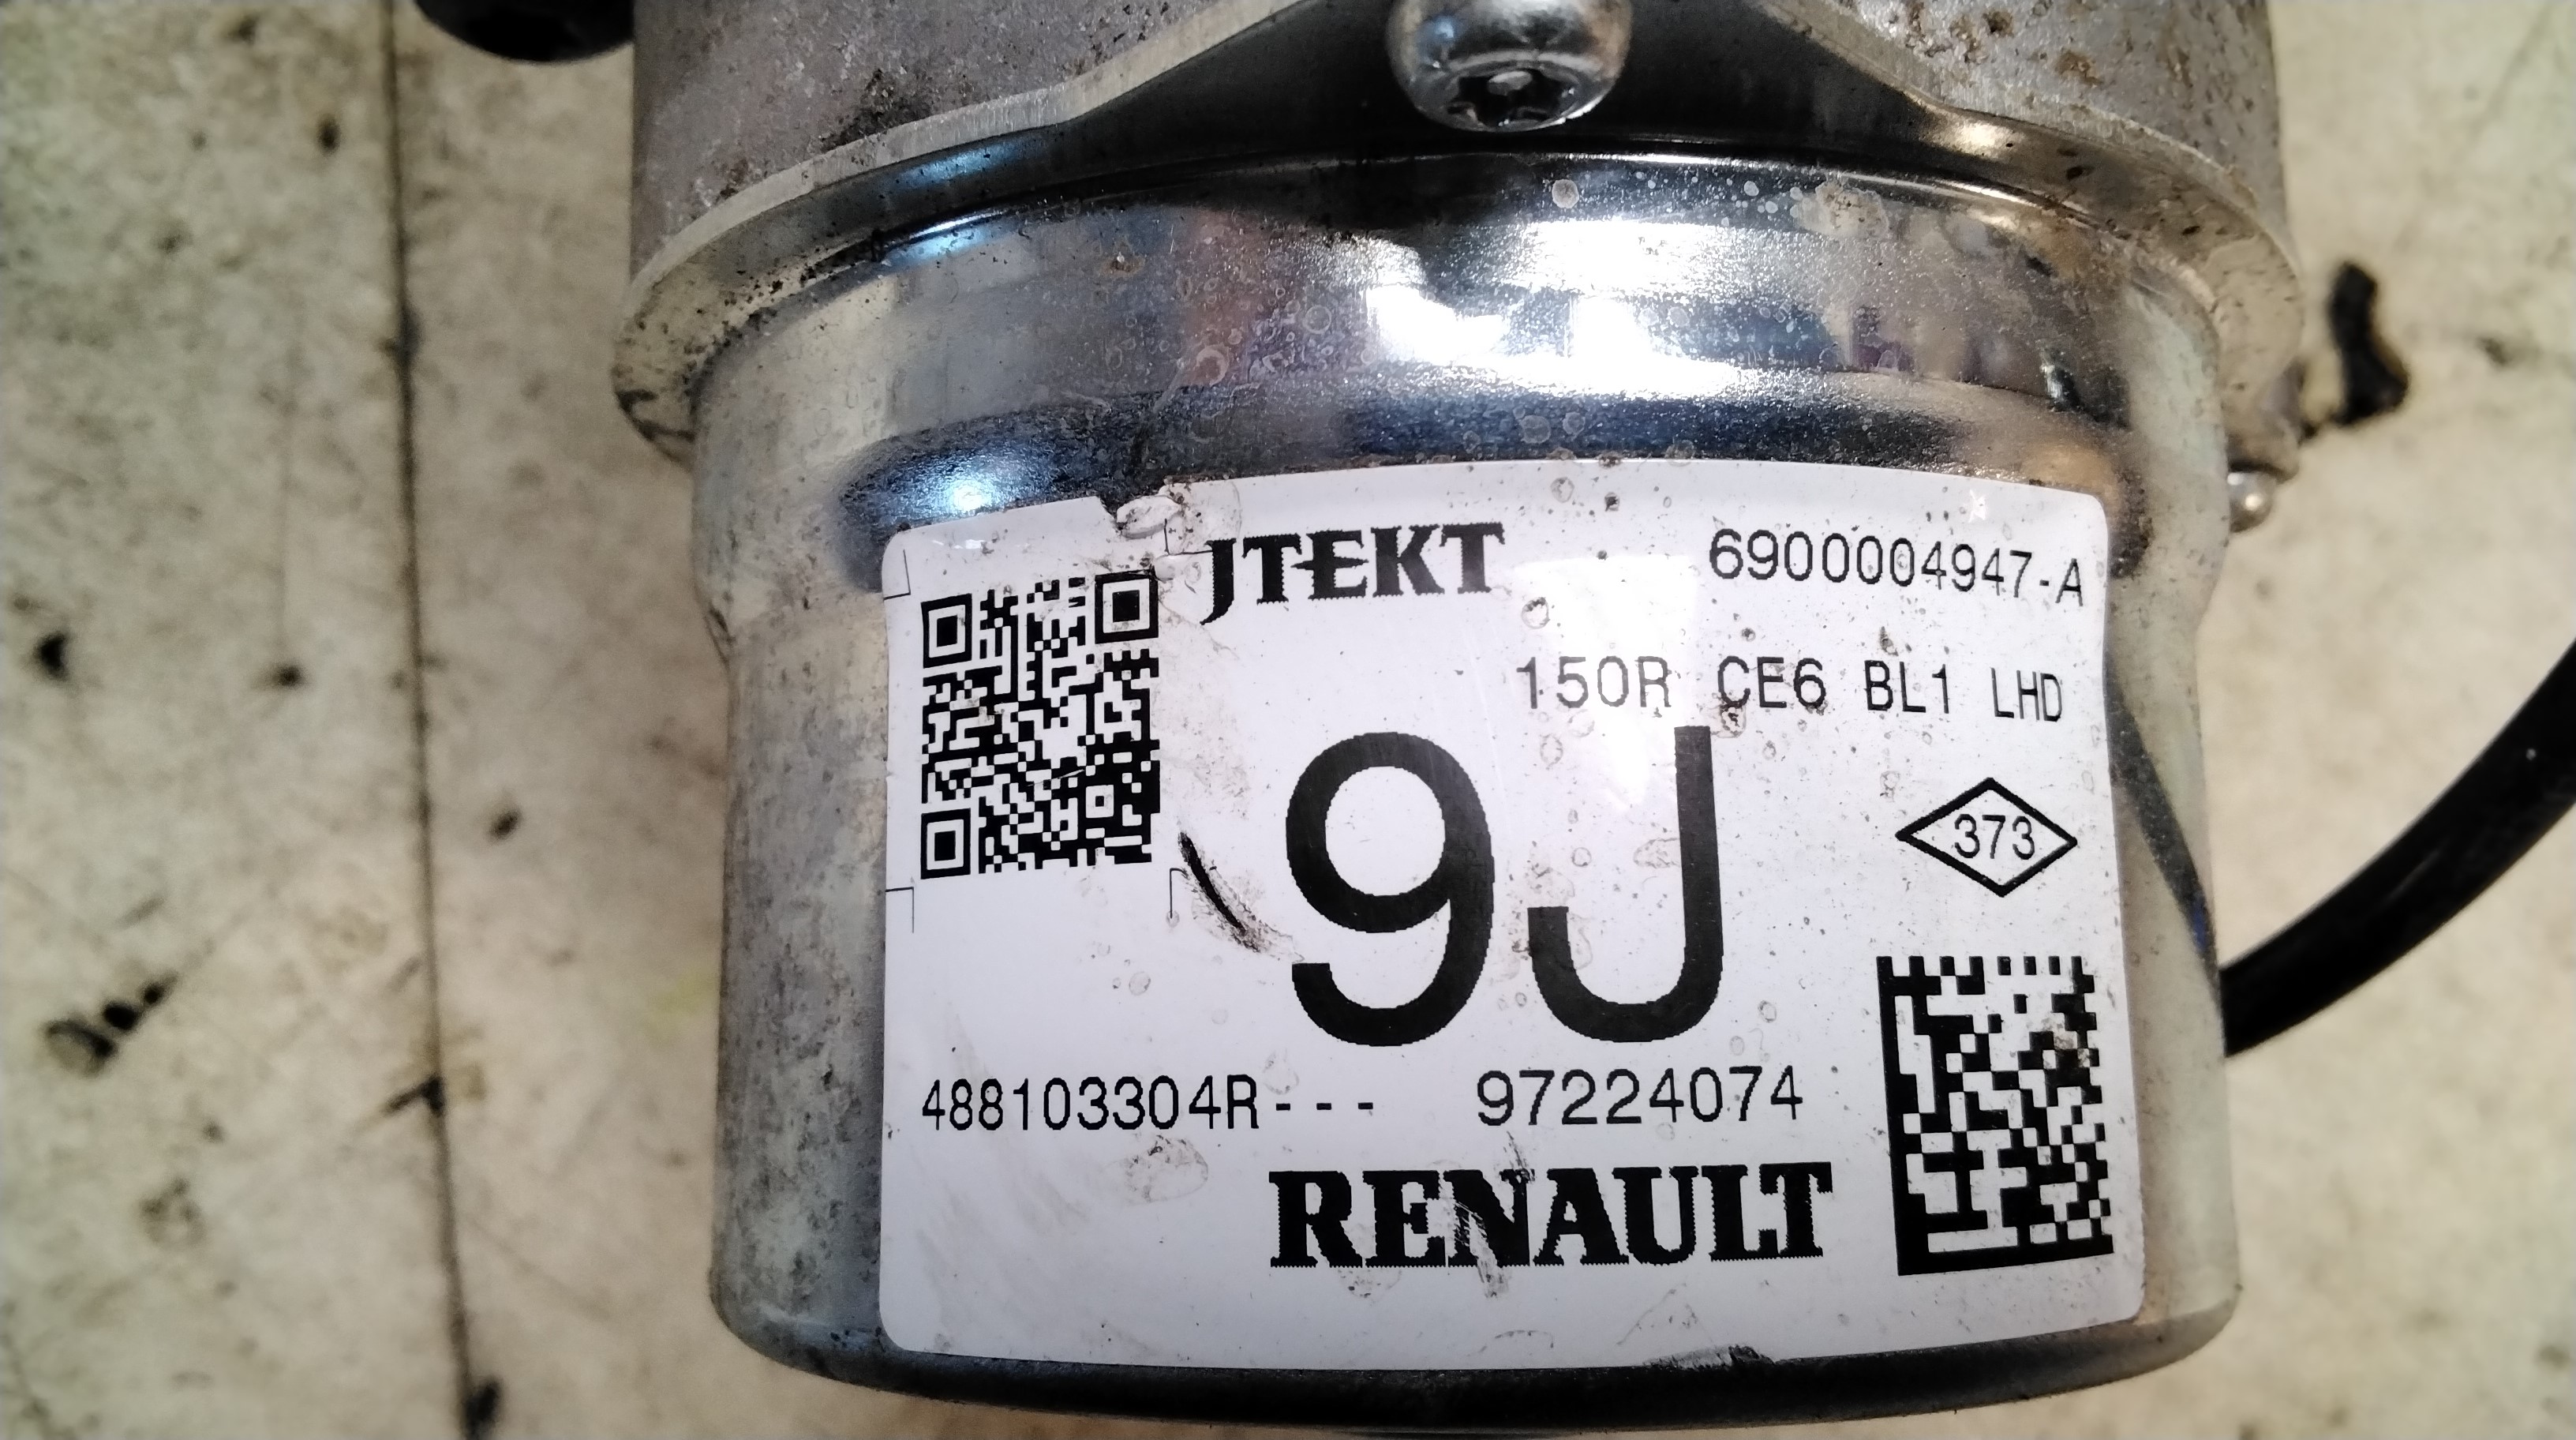 JTEKT 6900004947-A
150R CE6 BL1 LHD
9J
373
488103304R--- 97224074
RENAULT